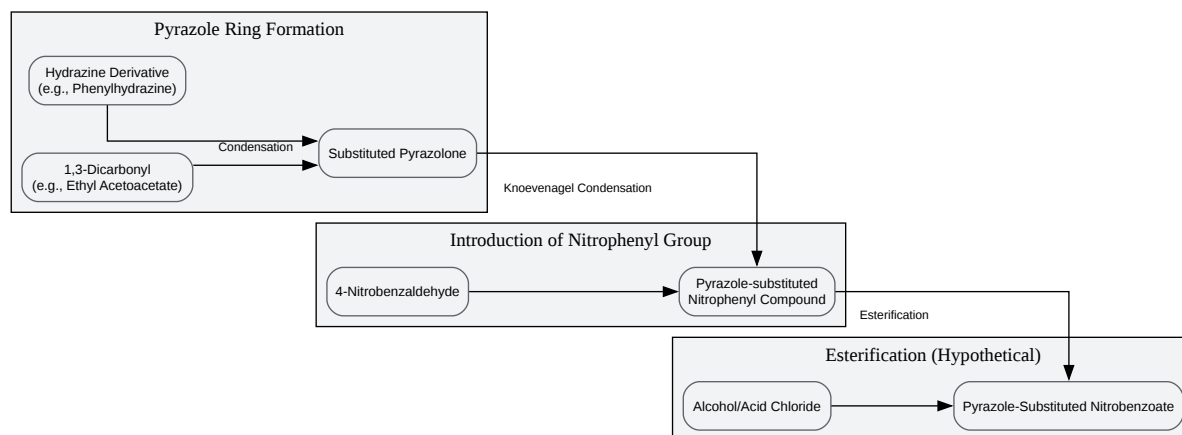 Pyrazole Ring Formation
Hydrazine Derivative
(e.g., Phenylhydrazine)
Condensation
Substituted Pyrazolone
1,3-Dicarbonyl
(e.g., Ethyl Acetoacetate)
Knoevenagel Condensation
Introduction of Nitrophenyl Group
4-Nitrobenzaldehyde
Pyrazole-substituted
Nitrophenyl Compound
Esterification
Esterification (Hypothetical)
Alcohol/Acid Chloride
Pyrazole-Substituted Nitrobenzoate